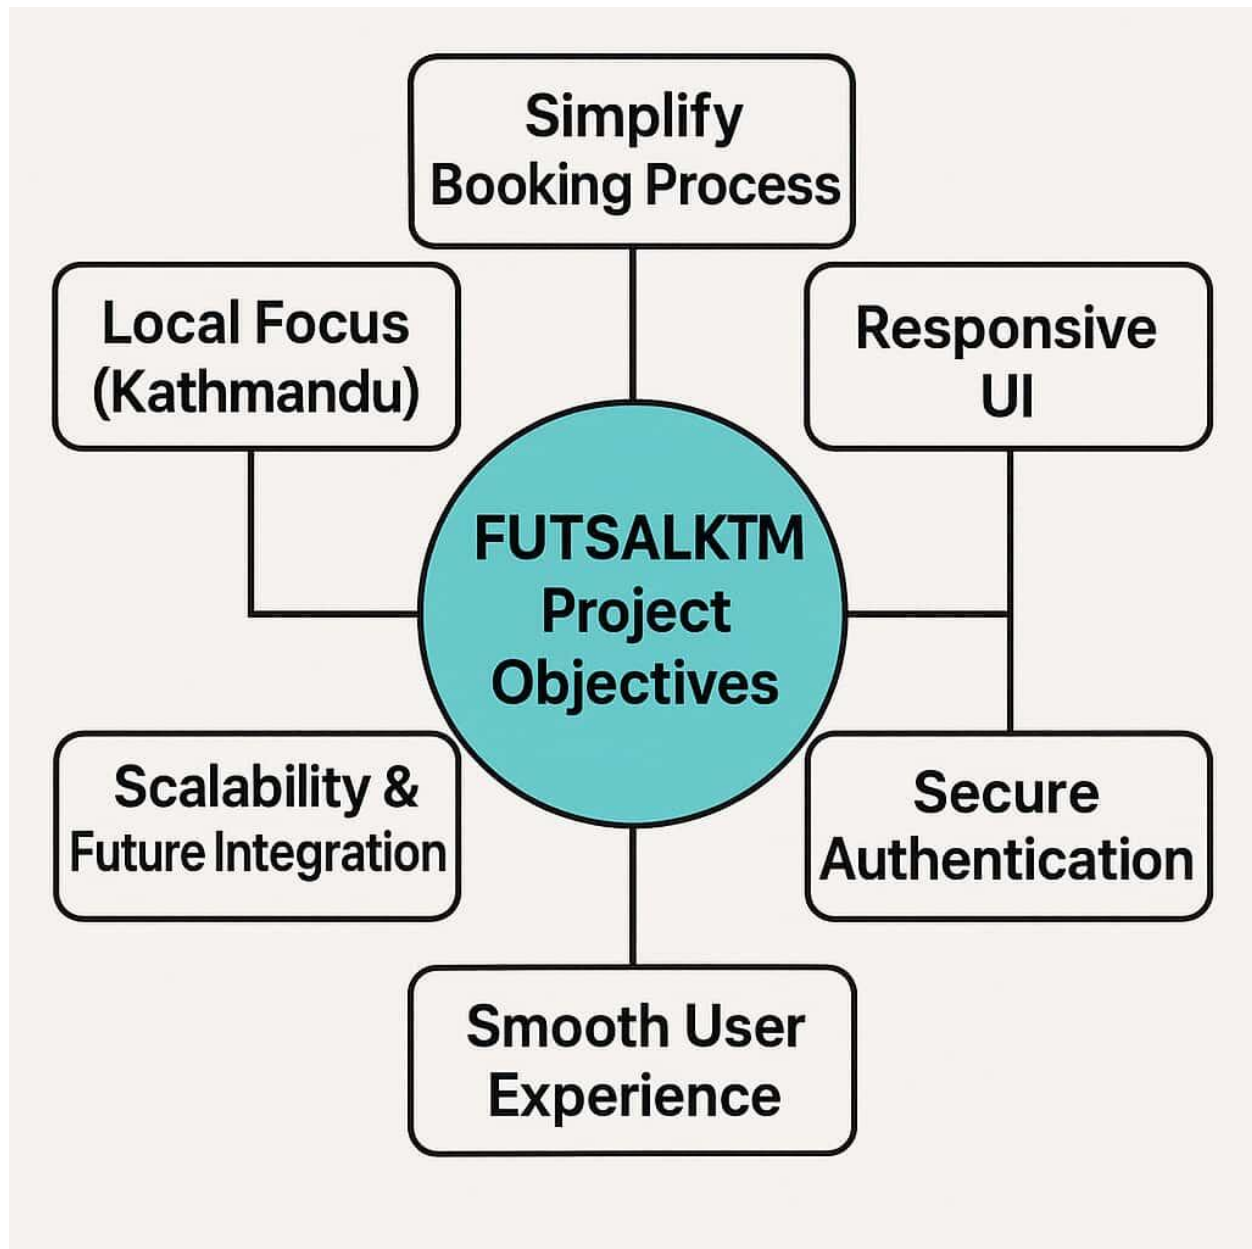 Simplify
Booking Process
Local Focus
(Kathmandu)
Responsive
UI
FUTSALKTM
Project
Objectives
Scalability &
Future Integration
Secure
Authentication
Smooth User
Experience